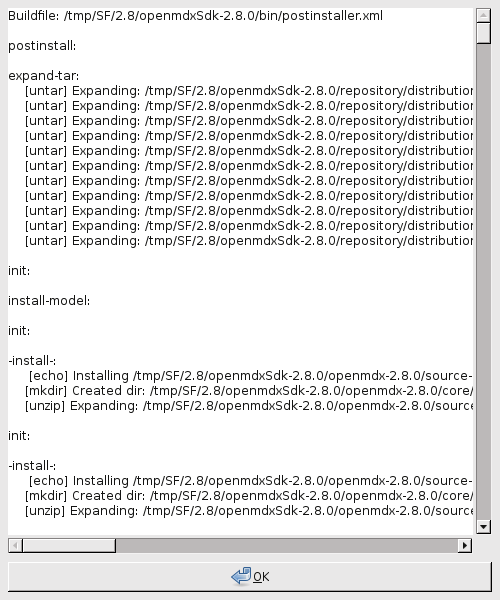 Buildfile: /tmp/SF/2.8/openmdxSdk-2.8.0/bin/postinstaller.xml
postinstall:
expand-tar:
[untar] Expanding: /tmp/SF/2.8/openmdxSdk-2.8.0/repository/distribution
[untar] Expanding: /tmp/SF/2.8/openmdxSdk-2.8.0/repository/distribution
[untar] Expanding: /tmp/SF/2.8/openmdxSdk-2.8.0/repository/distribution
[untar] Expanding: /tmp/SF/2.8/openmdxSdk-2.8.0/repository/distribution
[untar] Expanding: /tmp/SF/2.8/openmdxSdk-2.8.0/repository/distribution
[untar] Expanding: /tmp/SF/2.8/openmdxSdk-2.8.0/repository/distribution
[untar] Expanding: /tmp/SF/2.8/openmdxSdk-2.8.0/repository/distribution
[untar] Expanding: /tmp/SF/2.8/openmdxSdk-2.8.0/repository/distribution
[untar] Expanding: /tmp/SF/2.8/openmdxSdk-2.8.0/repository/distribution
[untar] Expanding: /tmp/SF/2.8/openmdxSdk-2.8.0/repository/distribution
[untar] Expanding: /tmp/SF/2.8/openmdxSdk-2.8.0/repository/distribution
init:
install-model:
init:
-install-:
[echo] Installing /tmp/SF/2.8/openmdxSdk-2.8.0/openmdx-2.8.0/source-
[mkdir] Created dir: /tmp/SF/2.8/openmdxSdk-2.8.0/openmdx-2.8.0/core/
[unzip] Expanding: /tmp/SF/2.8/openmdxSdk-2.8.0/openmdx-2.8.0/source
init:
-install-:
[echo] Installing /tmp/SF/2.8/openmdxSdk-2.8.0/openmdx-2.8.0/source-
[mkdir] Created dir: /tmp/SF/2.8/openmdxSdk-2.8.0/openmdx-2.8.0/core/
[unzip] Expanding: /tmp/SF/2.8/openmdxSdk-2.8.0/openmdx-2.8.0/source
OK